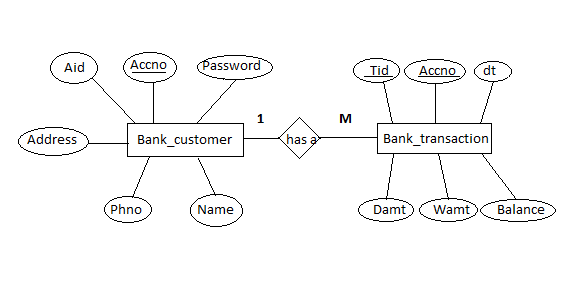 Aid
Accno
Password
Tid
Accno
dt
1
M
Address
Bank_customer
has a
Bank_transaction
Phno
Name
Damt
Wamt
Balance